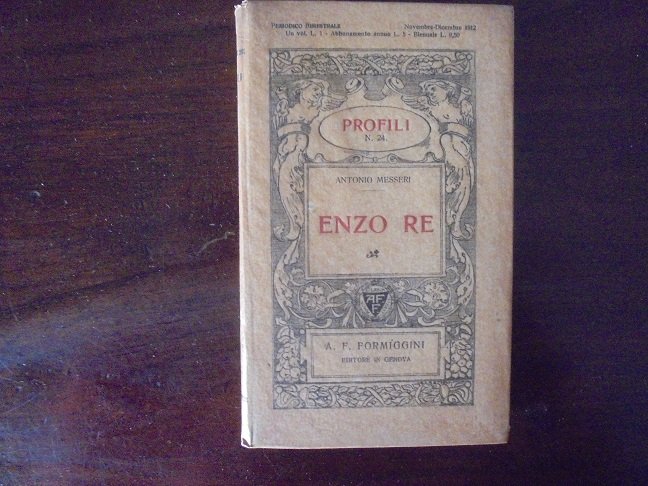 PERIODICO BIMESTRALE Novembre-Dicembre 1912
Un vol. L. 1 - Abbonamento annuo L. 5 - Biennale L. 9,50
PROFILI
N. 24.
ANTONIO MESSERI
ENZO RE
AFF
A. F. FORMIGGINI
EDITORE IN GENOVA